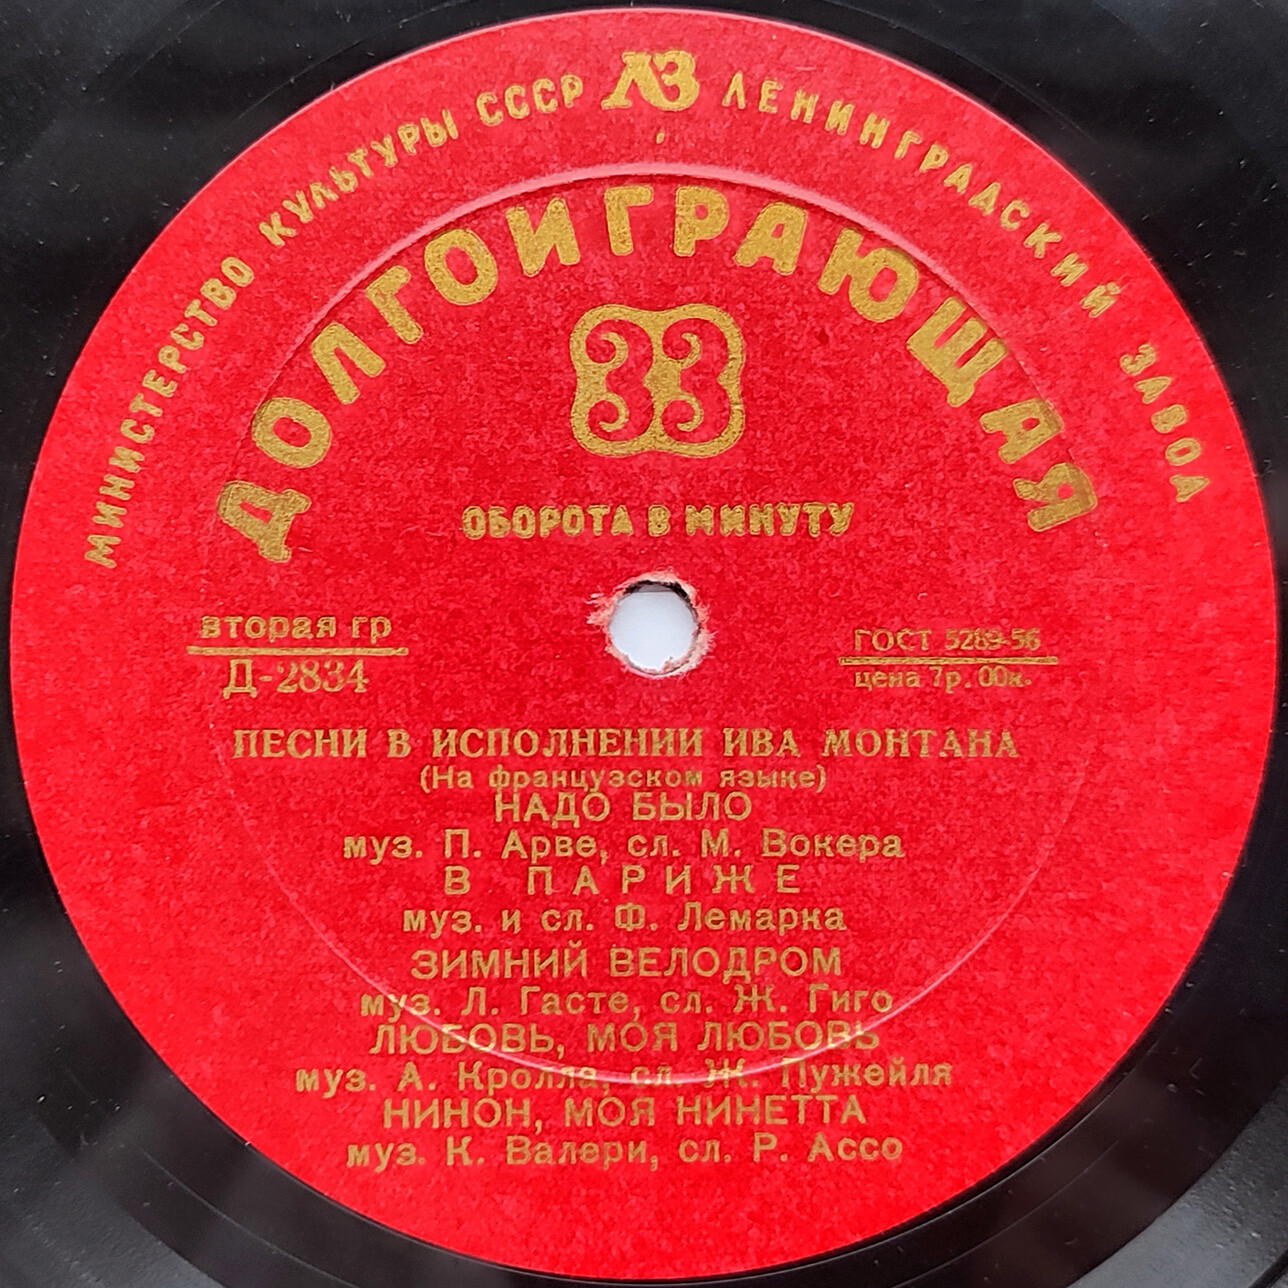 МИНИСТЕРСТВО КУЛЬТУРЫ СССР ЛЗ ЛЕНИНГРАДСКИЙ ЗАВОД
ДОЛГОИГРАЮЩАЯ
33
ОБОРОТА В МИНУТУ
вторая гр
Д-2834
ГОСТ 5289-56
цена 7р. 00к.
ПЕСНИ В ИСПОЛНЕНИИ ИВА МОНТАНА
(На французском языке)
НАДО БЫЛО
муз. П. Арве, сл. М. Вокера
В ПАРИЖЕ
муз. и сл. Ф. Лемарка
ЗИМНИЙ ВЕЛОДРОМ
муз. Л. Гасте, сл. Ж. Гиго
ЛЮБОВЬ, МОЯ ЛЮБОВЬ
муз. А. Кролла, сл. Ж. Пужейля
НИНОН, МОЯ НИНЕТТА
муз. К. Валери, сл. Р. Ассо